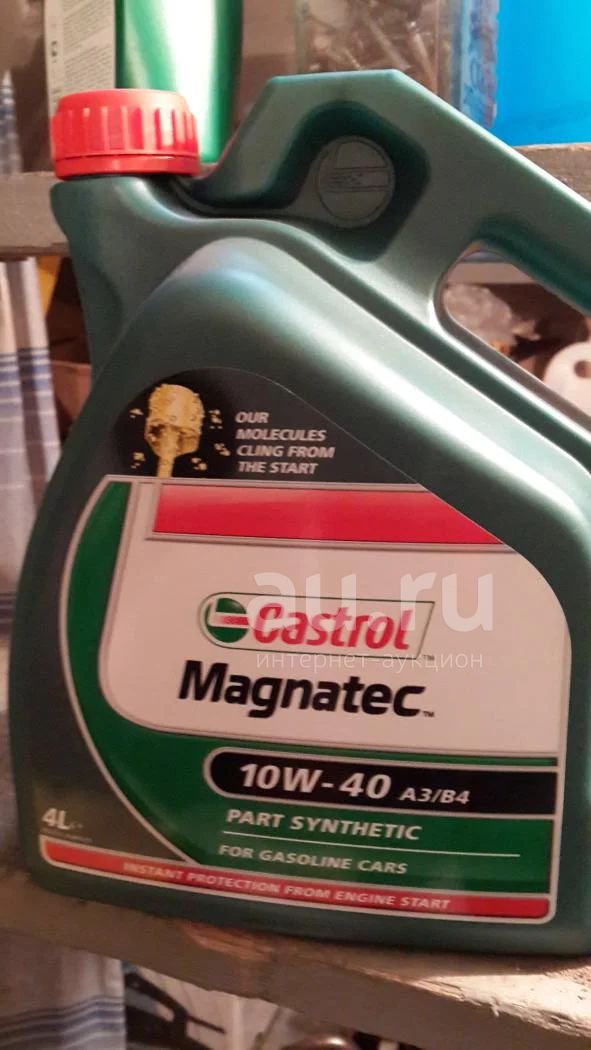 OUR
MOLECULES
CLING FROM
THE START
au.ru
интернет-аукцион
Castrol
Magnatec™
10W-40 A3/B4
PART SYNTHETIC
FOR GASOLINE CARS
4L℮
INSTANT PROTECTION FROM ENGINE START